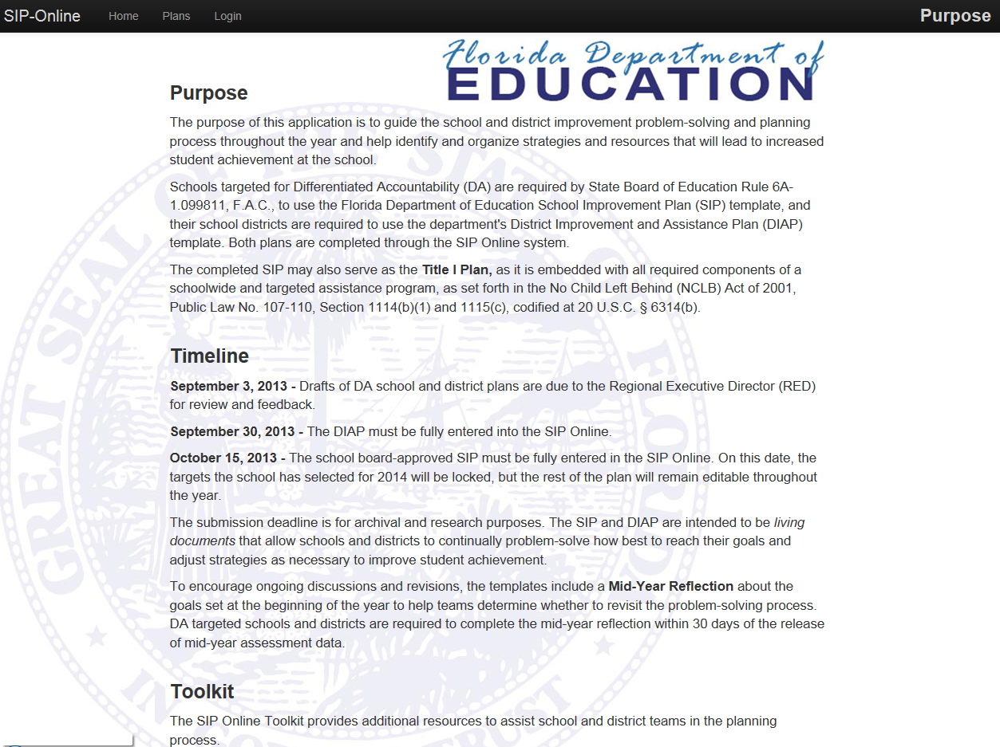 SIP-Online Home Plans Login Purpose
Florida Department of
EDUCATION
Purpose
The purpose of this application is to guide the school and district improvement problem-solving and planning
process throughout the year and help identify and organize strategies and resources that will lead to increased
student achievement at the school.
Schools targeted for Differentiated Accountability (DA) are required by State Board of Education Rule 6A-
1.099811, F.A.C., to use the Florida Department of Education School Improvement Plan (SIP) template, and
their school districts are required to use the department's District Improvement and Assistance Plan (DIAP)
template. Both plans are completed through the SIP Online system.
The completed SIP may also serve as the Title I Plan, as it is embedded with all required components of a
schoolwide and targeted assistance program, as set forth in the No Child Left Behind (NCLB) Act of 2001,
Public Law No. 107-110, Section 1114(b)(1) and 1115(c), codified at 20 U.S.C. § 6314(b).
Timeline
September 3, 2013 - Drafts of DA school and district plans are due to the Regional Executive Director (RED)
for review and feedback.
September 30, 2013 - The DIAP must be fully entered into the SIP Online.
October 15, 2013 - The school board-approved SIP must be fully entered in the SIP Online. On this date, the
targets the school has selected for 2014 will be locked, but the rest of the plan will remain editable throughout
the year.
The submission deadline is for archival and research purposes. The SIP and DIAP are intended to be living
documents that allow schools and districts to continually problem-solve how best to reach their goals and
adjust strategies as necessary to improve student achievement.
To encourage ongoing discussions and revisions, the templates include a Mid-Year Reflection about the
goals set at the beginning of the year to help teams determine whether to revisit the problem-solving process.
DA targeted schools and districts are required to complete the mid-year reflection within 30 days of the release
of mid-year assessment data.
Toolkit
The SIP Online Toolkit provides additional resources to assist school and district teams in the planning
process.
GREAT SEAL OF THE STATE OF FLORIDA
IN GOD TRUST